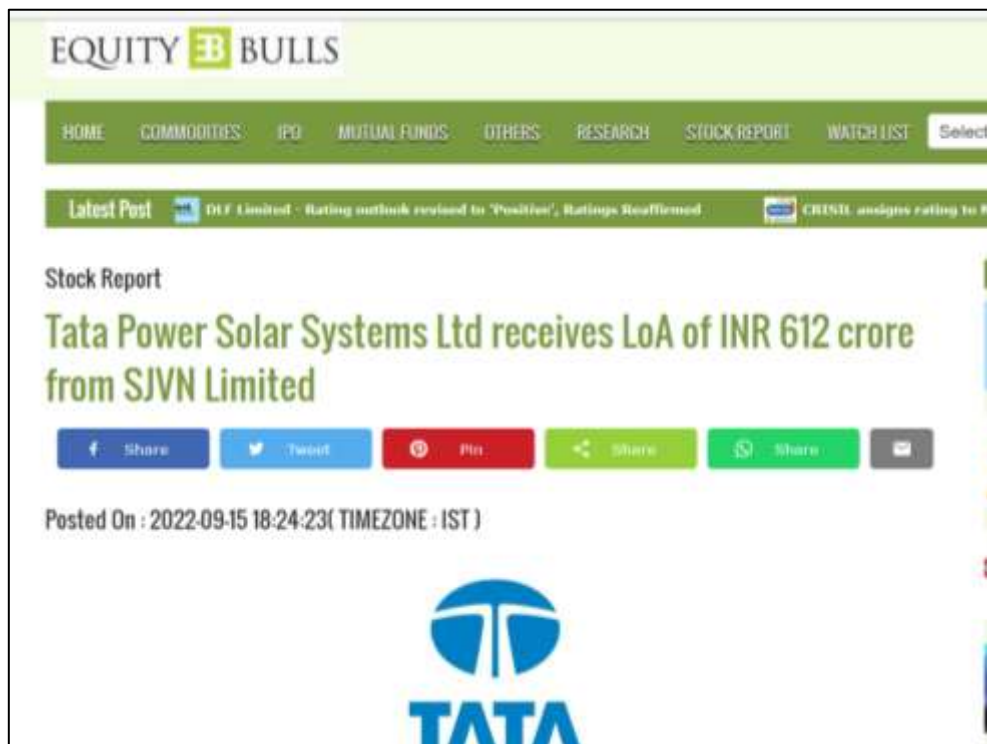 EQUITY BULLS
HOME COMMODITIES IPO MUTUAL FUNDS OTHERS RESEARCH STOCK REPORT WATCH LIST Select
Latest Post DLF Limited - Rating outlook revised to 'Positive', Ratings Reaffirmed CRISIL assigns rating to
Stock Report
Tata Power Solar Systems Ltd receives LoA of INR 612 crore
from SJVN Limited
Share Tweet Pin Share Share
Posted On : 2022-09-15 18:24:23( TIMEZONE : IST )
TATA